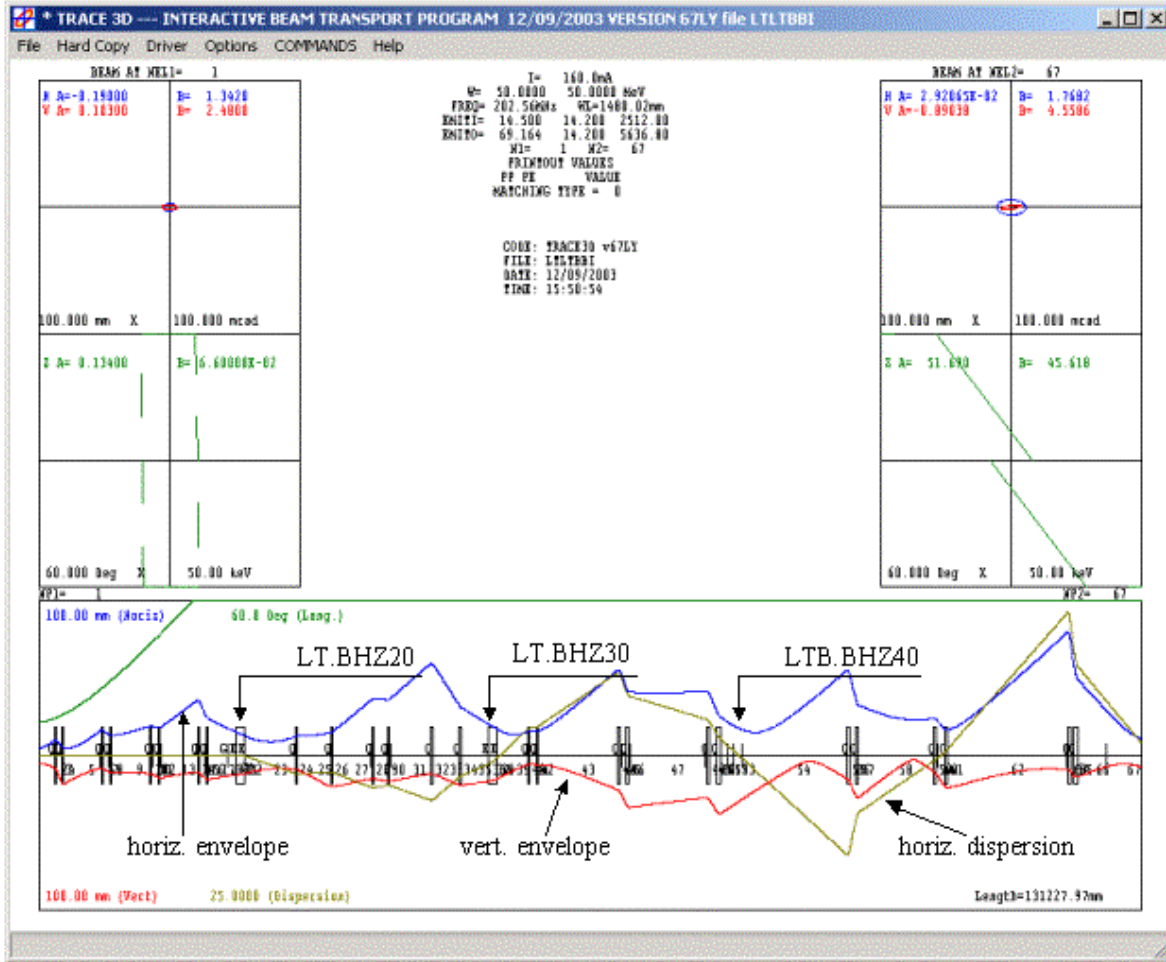 * TRACE 3D --- INTERACTIVE BEAM TRANSPORT PROGRAM 12/09/2003 VERSION 67LY file LTLTBBI
File Hard Copy Driver Options COMMANDS Help
BEAM AT NEL1= 1
H A=-0.19000 B= 1.3420
V A= 0.10300 B= 2.4800
100.000 mm X 100.000 mrad
Z A= 0.13400 B= 6.60000E-02
60.000 Deg X 50.00 keV
NP1= 1
I= 160.0mA
W= 50.0000 50.0000 MeV
FREQ= 202.56MHz WL=1480.02mm
EMITI= 14.500 14.200 2512.00
EMITO= 69.164 14.200 5636.80
N1= 1 N2= 67
PRINTOUT VALUES
PP PE VALUE
MATCHING TYPE = 0
CODE: TRACE3D v67LY
FILE: LTLTBBI
DATE: 12/09/2003
TIME: 15:50:54
BEAM AT NEL2= 67
H A= 2.92065E-02 B= 1.7682
V A=-0.89038 B= 4.5506
100.000 mm X 100.000 mrad
Z A= 51.690 B= 45.618
60.000 Deg X 50.00 keV
NP2= 67
100.00 mm (Horiz) 60.0 Deg (Long.)
LT.BHZ20 LT.BHZ30 LTB.BHZ40
horiz. envelope vert. envelope horiz. dispersion
100.00 mm (Vert) 25.0000 (Dispersion) Length=131227.97mm